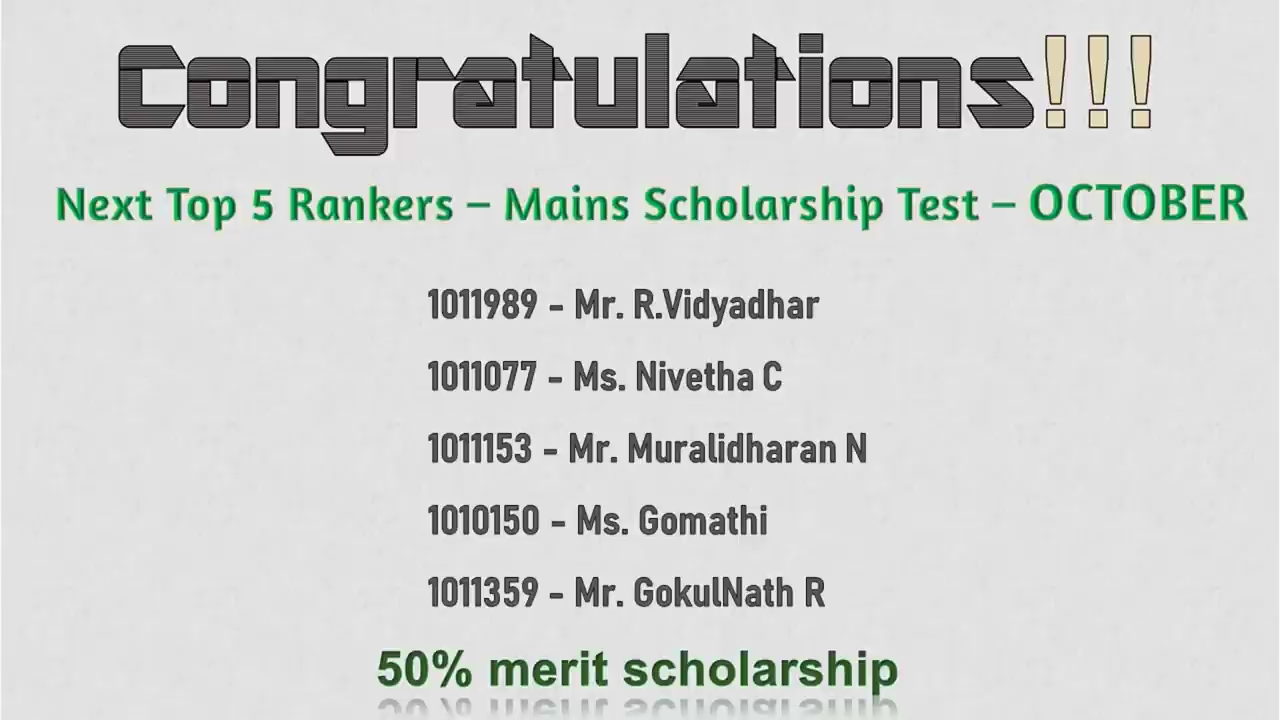 Congratulations!!!
Next Top 5 Rankers – Mains Scholarship Test – OCTOBER
1011989 - Mr. R.Vidyadhar
1011077 - Ms. Nivetha C
1011153 - Mr. Muralidharan N
1010150 - Ms. Gomathi
1011359 - Mr. GokulNath R
50% merit scholarship